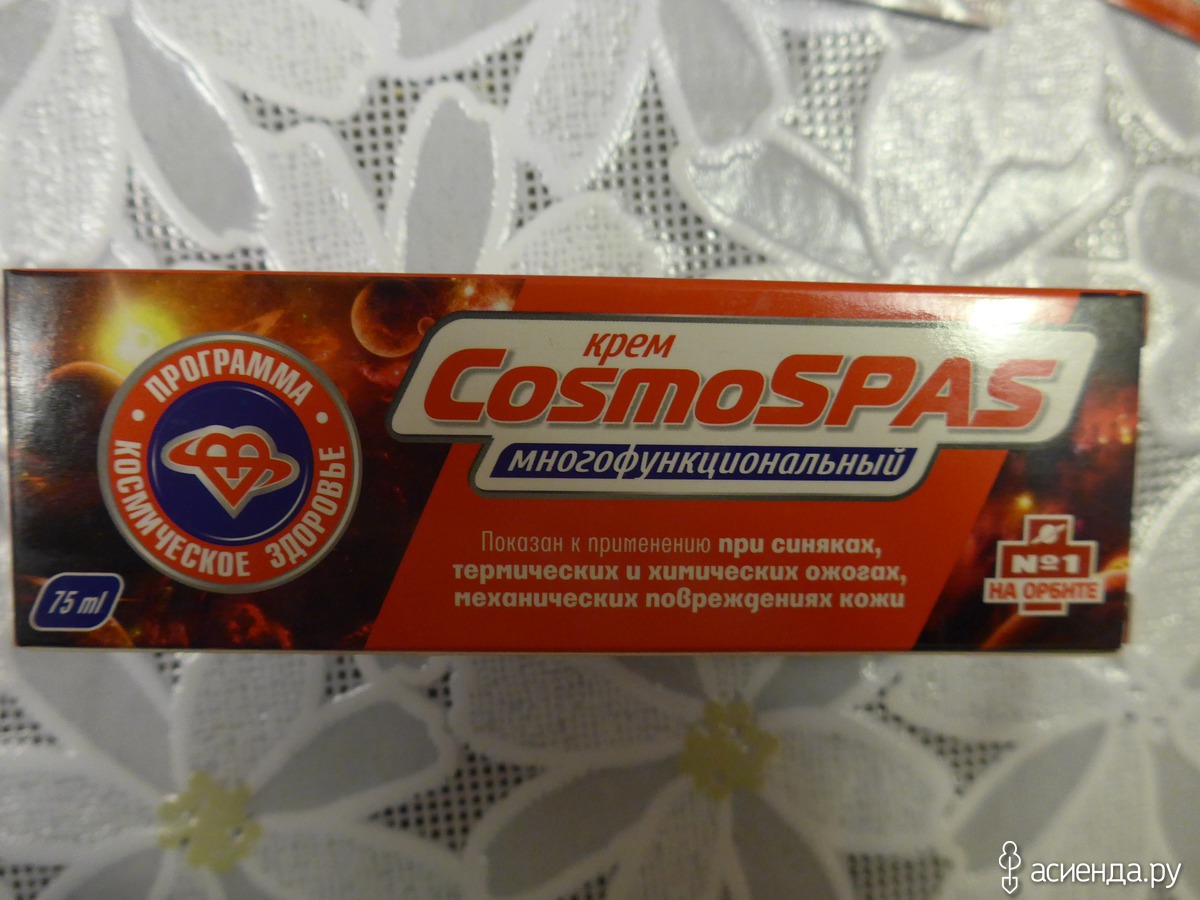 крем
CosmoSPAS
многофункциональный
ПРОГРАММА
КОСМИЧЕСКОЕ ЗДОРОВЬЕ
Показан к применению при синяках,
термических и химических ожогах,
механических повреждениях кожи
75 ml
№1
НА ОРБИТЕ
асиенда.ру